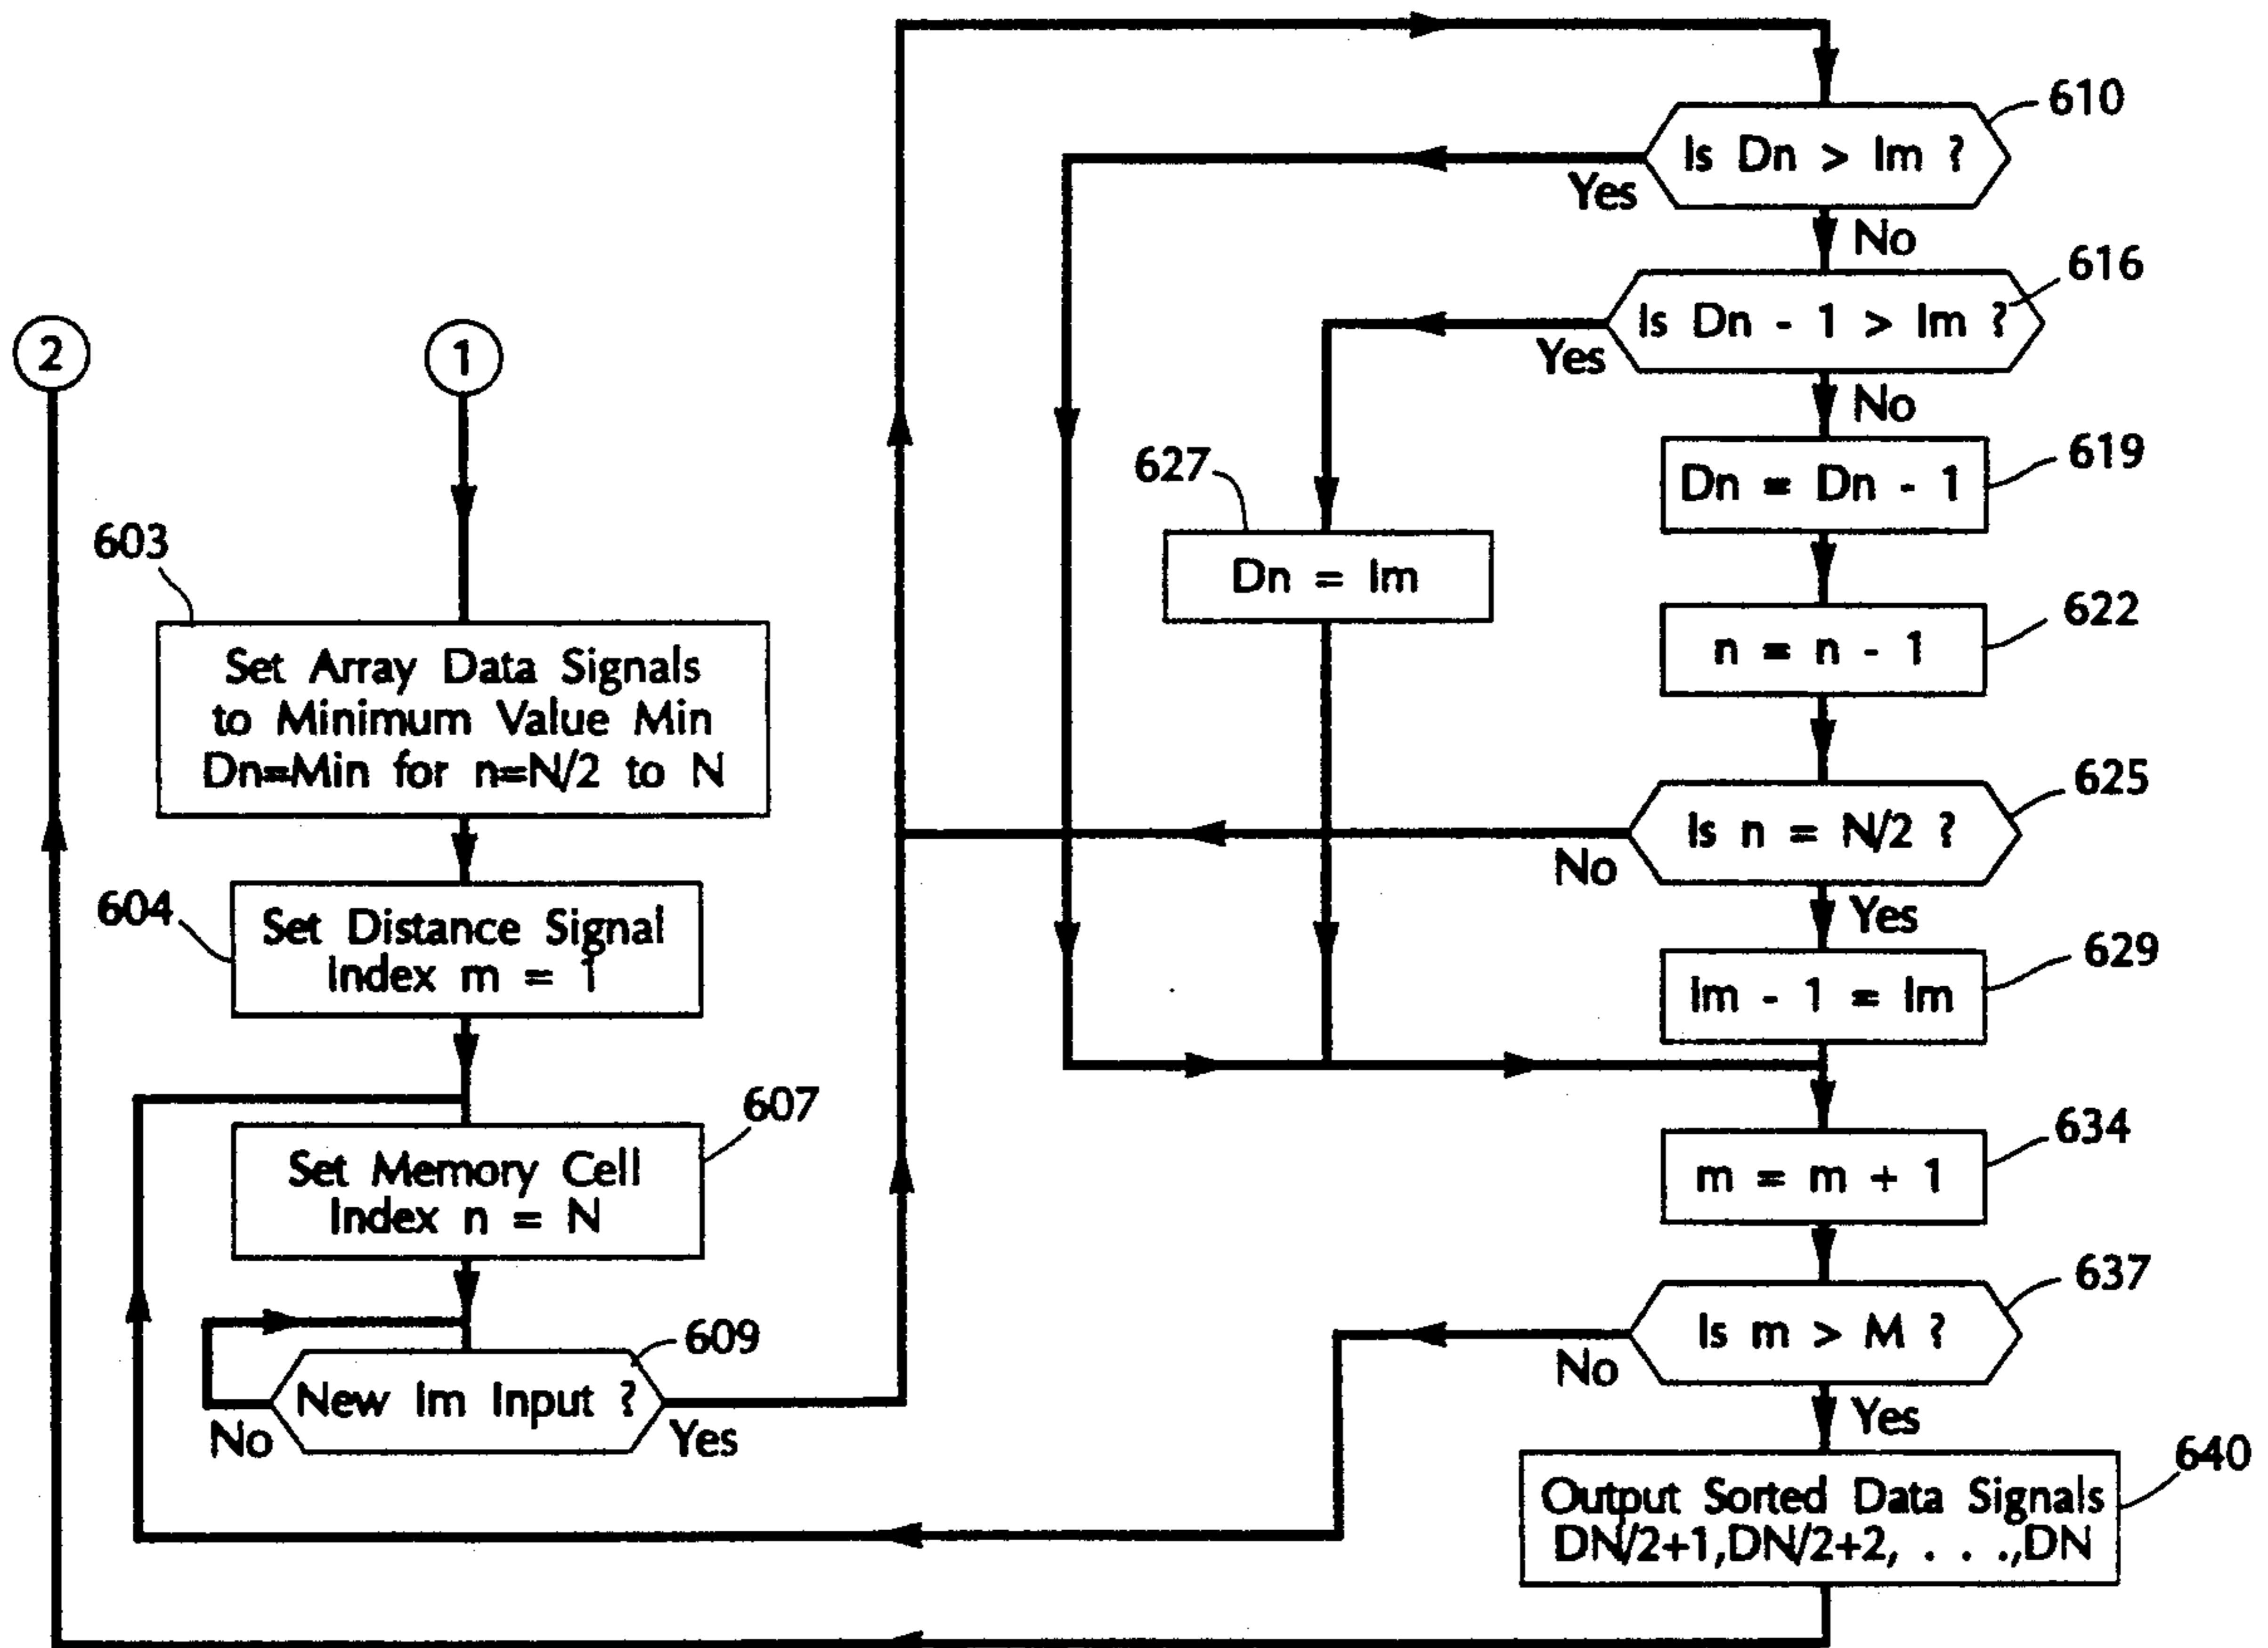 2
1
603
Set Array Data Signals
to Minimum Value Min
Dn=Min for n=N/2 to N
604
Set Distance Signal
Index m = 1
607
Set Memory Cell
Index n = N
609
New Im Input ?
No
Yes
610
Is Dn > Im ?
Yes
No
616
Is Dn - 1 > Im ?
Yes
No
619
Dn = Dn - 1
627
Dn = Im
622
n = n - 1
625
Is n = N/2 ?
No
Yes
629
Im - 1 = Im
634
m = m + 1
637
Is m > M ?
No
Yes
640
Output Sorted Data Signals
DN/2+1,DN/2+2, . . .,DN